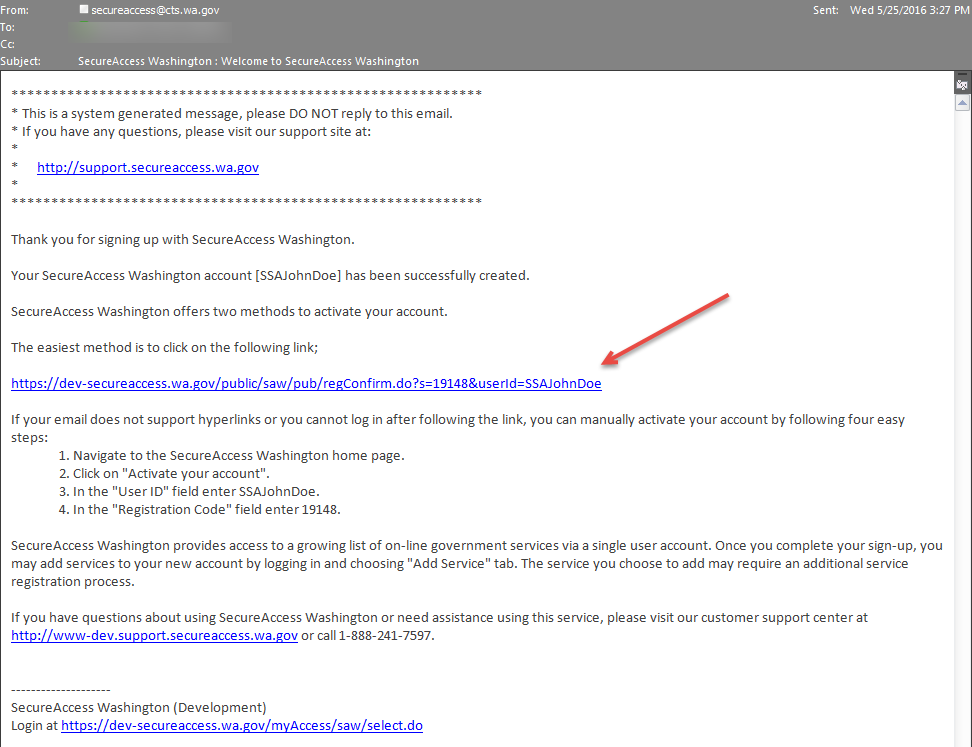 From: secureaccess@cts.wa.gov Sent: Wed 5/25/2016 3:27 PM
To:
Cc:
Subject: SecureAccess Washington : Welcome to SecureAccess Washington
***********************************************************
* This is a system generated message, please DO NOT reply to this email.
* If you have any questions, please visit our support site at:
*
* http://support.secureaccess.wa.gov
*
***********************************************************
Thank you for signing up with SecureAccess Washington.
Your SecureAccess Washington account [SSAJohnDoe] has been successfully created.
SecureAccess Washington offers two methods to activate your account.
The easiest method is to click on the following link;
https://dev-secureaccess.wa.gov/public/saw/pub/regConfirm.do?s=19148&userId=SSAJohnDoe
If your email does not support hyperlinks or you cannot log in after following the link, you can manually activate your account by following four easy
steps:
1. Navigate to the SecureAccess Washington home page.
2. Click on "Activate your account".
3. In the "User ID" field enter SSAJohnDoe.
4. In the "Registration Code" field enter 19148.
SecureAccess Washington provides access to a growing list of on-line government services via a single user account. Once you complete your sign-up, you
may add services to your new account by logging in and choosing "Add Service" tab. The service you choose to add may require an additional service
registration process.
If you have questions about using SecureAccess Washington or need assistance using this service, please visit our customer support center at
http://www-dev.support.secureaccess.wa.gov or call 1-888-241-7597.
--------------------
SecureAccess Washington (Development)
Login at https://dev-secureaccess.wa.gov/myAccess/saw/select.do